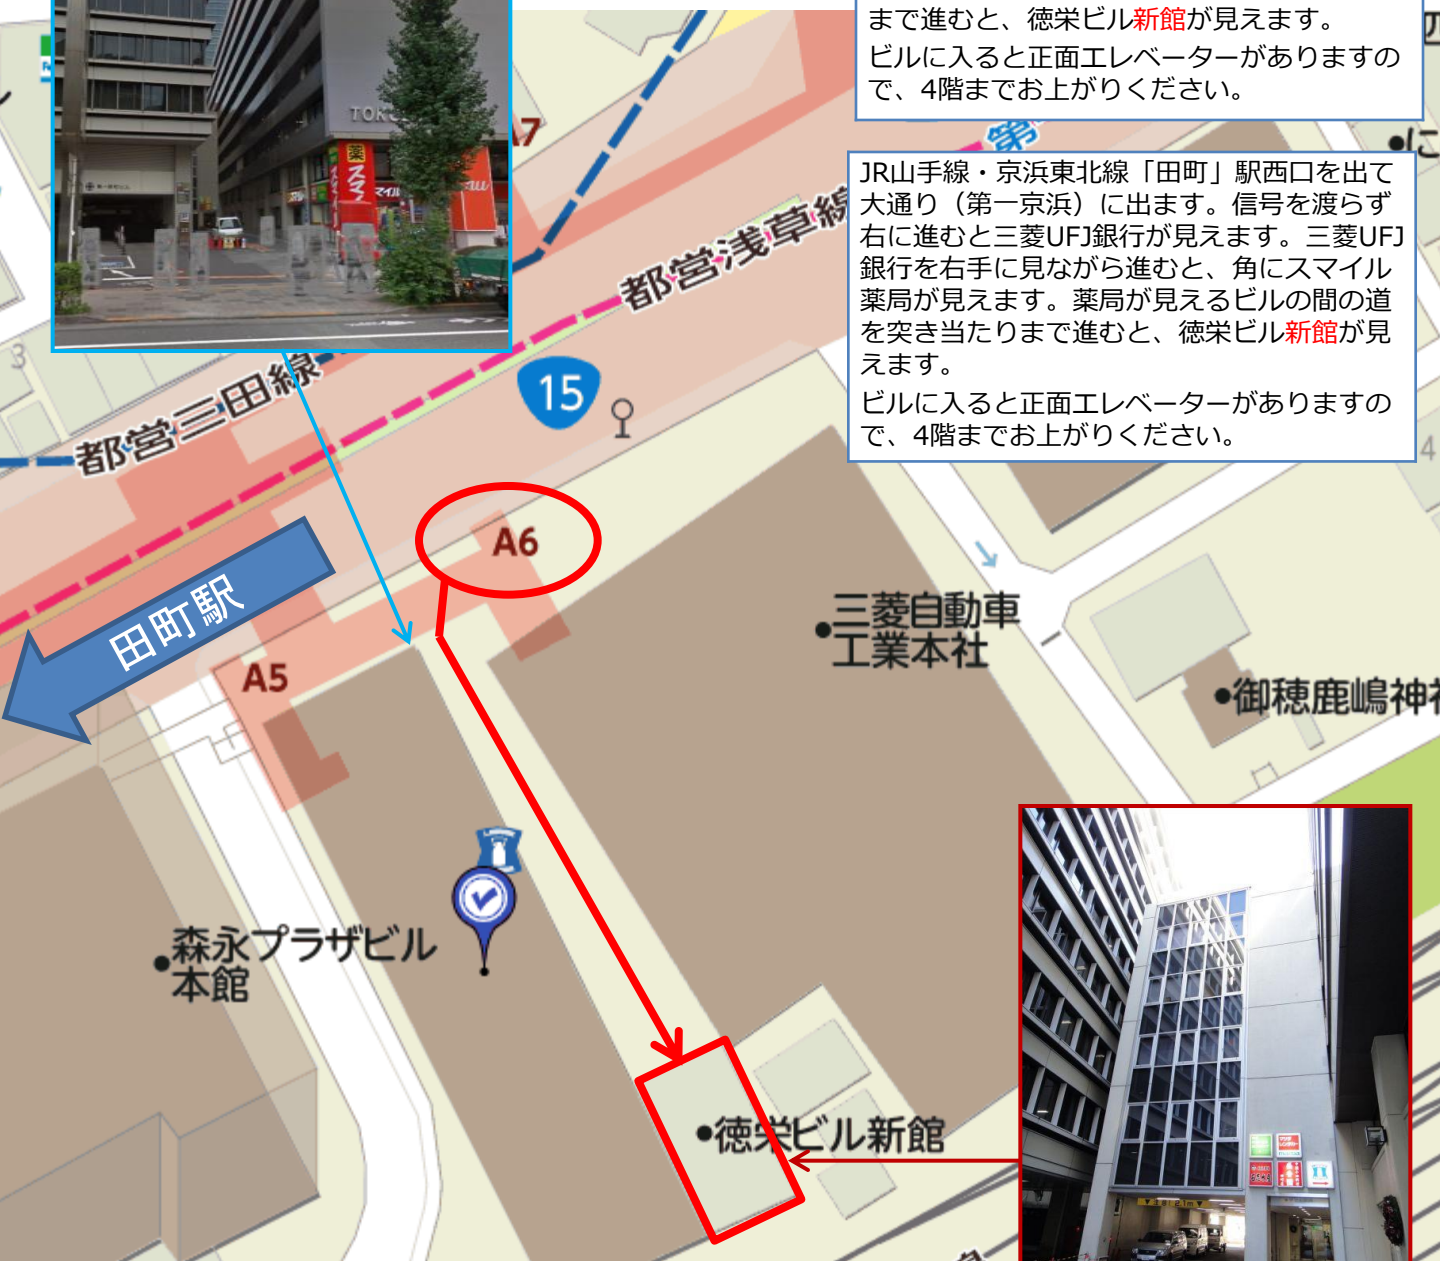 まで進むと、徳栄ビル新館が見えます。
ビルに入ると正面エレベーターがありますの
で、4階までお上がりください。
JR山手線・京浜東北線「田町」駅西口を出て
大通り（第一京浜）に出ます。信号を渡らず
右に進むと三菱UFJ銀行が見えます。三菱UFJ
銀行を右手に見ながら進むと、角にスマイル
薬局が見えます。薬局が見えるビルの間の道
を突き当たりまで進むと、徳栄ビル新館が見
えます。
ビルに入ると正面エレベーターがありますの
で、4階までお上がりください。
薬
スマ
au
A7
第
都営浅草線
都営三田線
15
3
4
A6
田町駅
A5
三菱自動車
工業本社
御穂鹿嶋神
森永プラザビル
本館
徳栄ビル新館